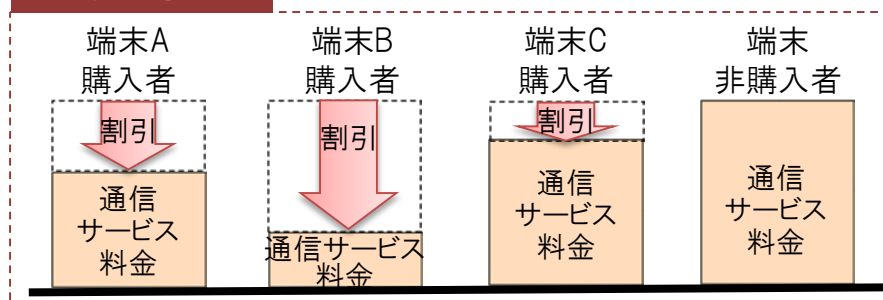 端末A
購入者
端末B
購入者
端末C
購入者
端末
非購入者
割引
割引
割引
通信
サービス
料金
通信サービス
料金
通信
サービス
料金
通信
サービス
料金